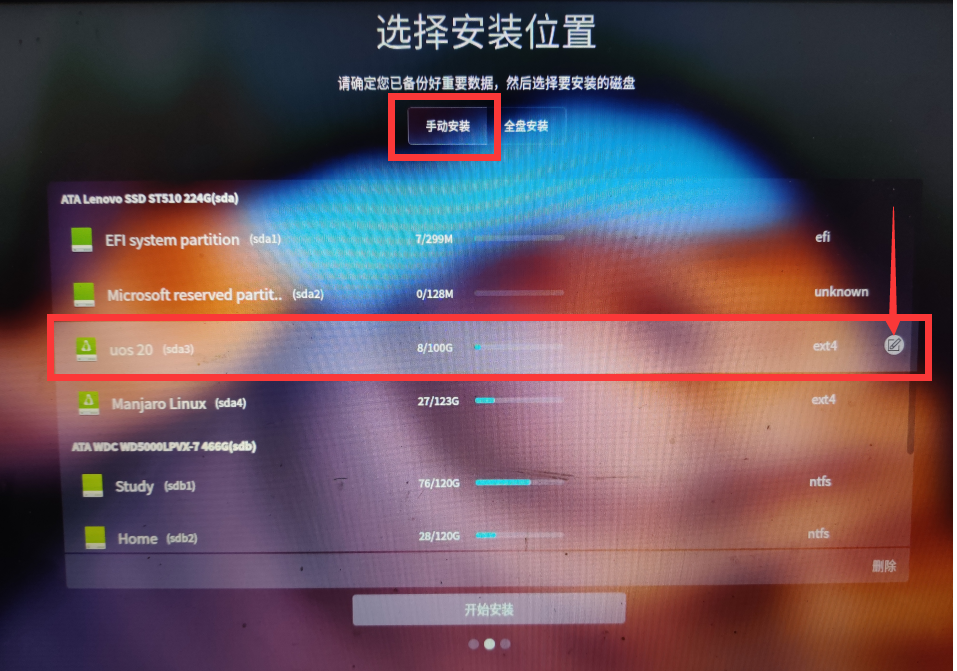 选择安装位置
请确定您已备份好重要数据，然后选择要安装的磁盘
手动安装 全盘安装
ATA Lenovo SSD ST510 224G(sda)
EFI system partition (sda1) 7/299M efi
Microsoft reserved partit.. (sda2) 0/128M unknown
uos 20 (sda3) 8/100G ext4
Manjaro Linux (sda4) 27/123G ext4
ATA WDC WD5000LPVX-7 466G(sdb)
Study (sdb1) 76/120G ntfs
Home (sdb2) 28/120G ntfs
删除
开始安装